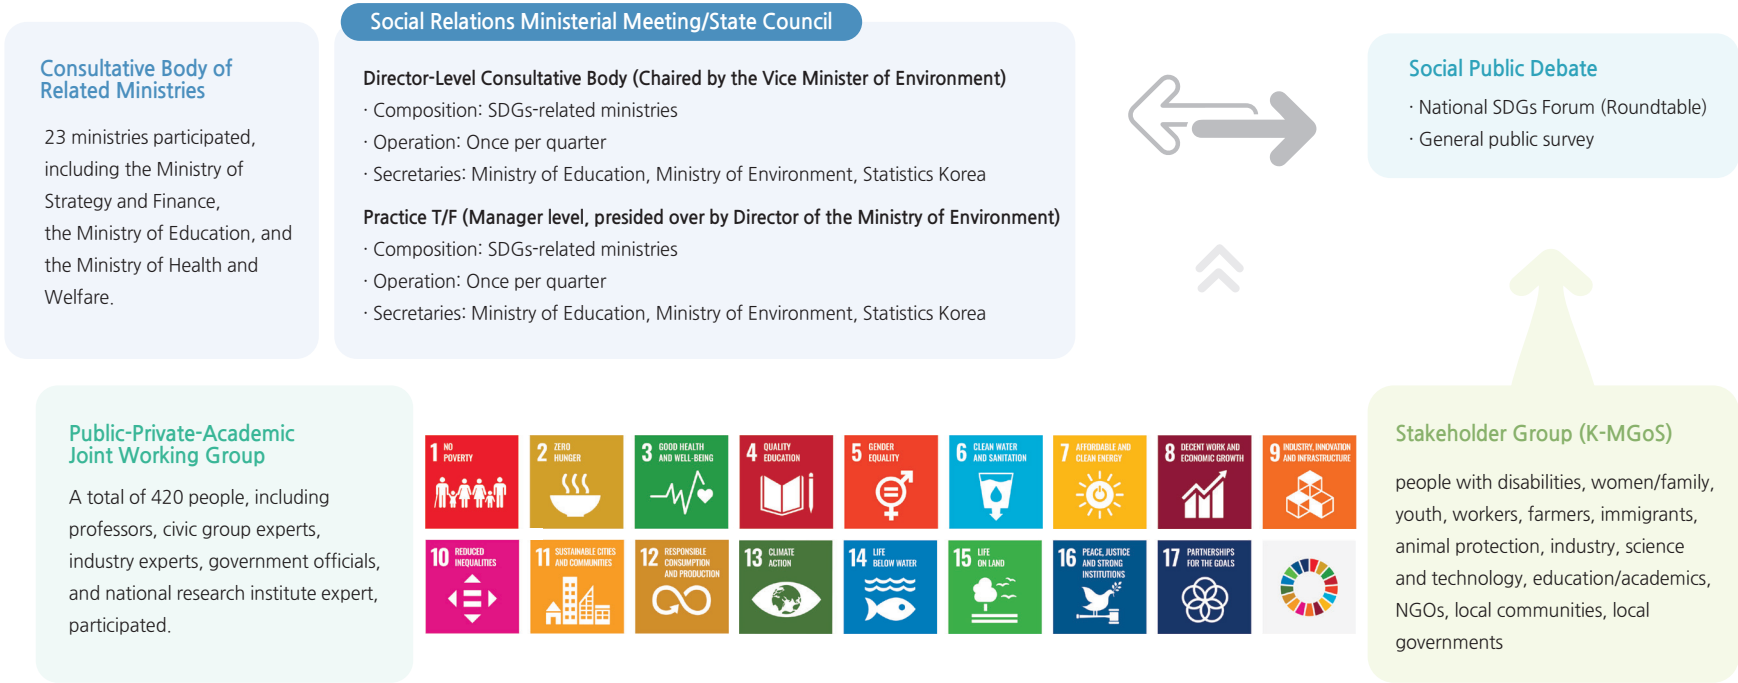 Social Relations Ministerial Meeting/State Council
Consultative Body of
Related Ministries
23 ministries participated,
including the Ministry of
Strategy and Finance,
the Ministry of Education, and
the Ministry of Health and
Welfare.
Director-Level Consultative Body (Chaired by the Vice Minister of Environment)
· Composition: SDGs-related ministries
· Operation: Once per quarter
· Secretaries: Ministry of Education, Ministry of Environment, Statistics Korea
Practice T/F (Manager level, presided over by Director of the Ministry of Environment)
· Composition: SDGs-related ministries
· Operation: Once per quarter
· Secretaries: Ministry of Education, Ministry of Environment, Statistics Korea
Social Public Debate
· National SDGs Forum (Roundtable)
· General public survey
Public-Private-Academic
Joint Working Group
A total of 420 people, including
professors, civic group experts,
industry experts, government officials,
and national research institute expert,
participated.
1 NO
POVERTY
2 ZERO
HUNGER
3 GOOD HEALTH
AND WELL-BEING
4 QUALITY
EDUCATION
5 GENDER
EQUALITY
6 CLEAN WATER
AND SANITATION
7 AFFORDABLE AND
CLEAN ENERGY
8 DECENT WORK AND
ECONOMIC GROWTH
9 INDUSTRY, INNOVATION
AND INFRASTRUCTURE
10 REDUCED
INEQUALITIES
11 SUSTAINABLE CITIES
AND COMMUNITIES
12 RESPONSIBLE
CONSUMPTION
AND PRODUCTION
13 CLIMATE
ACTION
14 LIFE
BELOW WATER
15 LIFE
ON LAND
16 PEACE, JUSTICE
AND STRONG
INSTITUTIONS
17 PARTNERSHIPS
FOR THE GOALS
Stakeholder Group (K-MGoS)
people with disabilities, women/family,
youth, workers, farmers, immigrants,
animal protection, industry, science
and technology, education/academics,
NGOs, local communities, local
governments